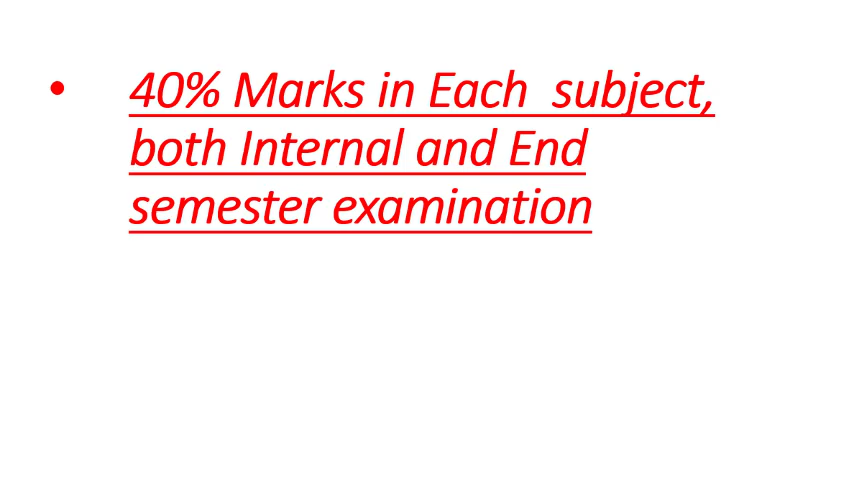 • 40% Marks in Each  subject,
both Internal and End
semester examination